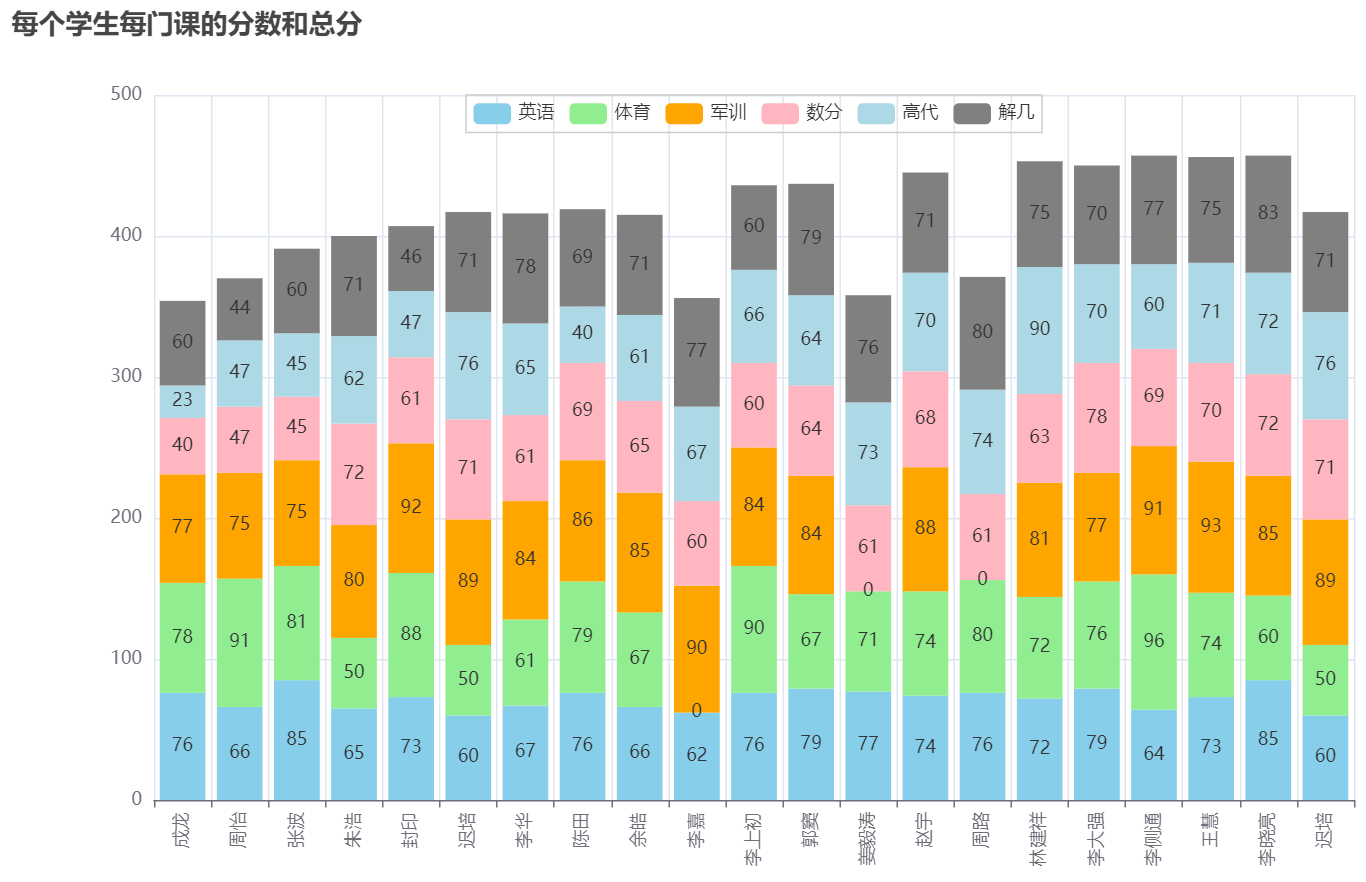 每个学生每门课的分数和总分
英语 体育 军训 数分 高代 解几
500
400
300
200
100
0
60 44 60 71 46 71 78 69 71 77 60 79 76 71 80 75 70 77 75 83 71
23 47 45 62 47 76 65 40 61 67 66 64 73 70 74 90 70 60 71 72 76
40 47 45 72 61 71 61 69 65 60 60 64 61 68 61 63 78 69 70 72 71
77 75 75 80 92 89 84 86 85 90 84 84 0 88 0 81 77 91 93 85 89
78 91 81 50 88 50 61 79 67 0 90 67 71 74 80 72 76 96 74 60 50
76 66 85 65 73 60 67 76 66 62 76 79 77 74 76 72 79 64 73 85 60
成龙 周怡 张波 朱浩 封印 迟培 李华 陈田 余皓 李嘉 李上初 郭窦 姜毅涛 赵宇 周路 林建祥 李大强 李侧通 王慧 李晓亮 迟培